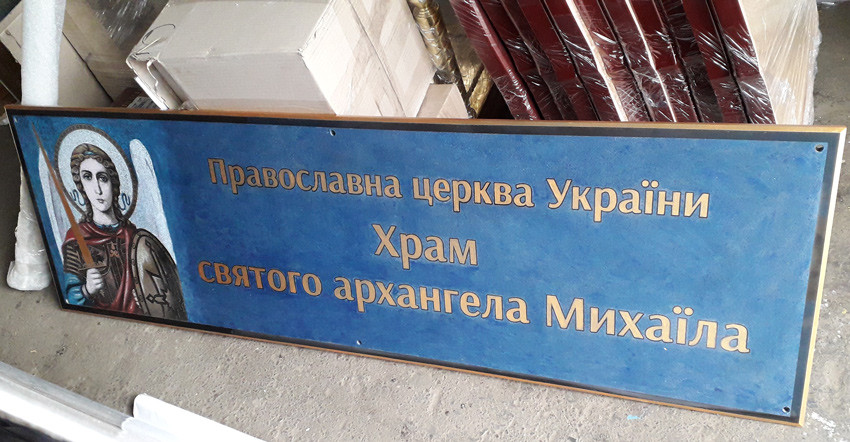 Православна церква України
Храм
святого архангела Михаїла